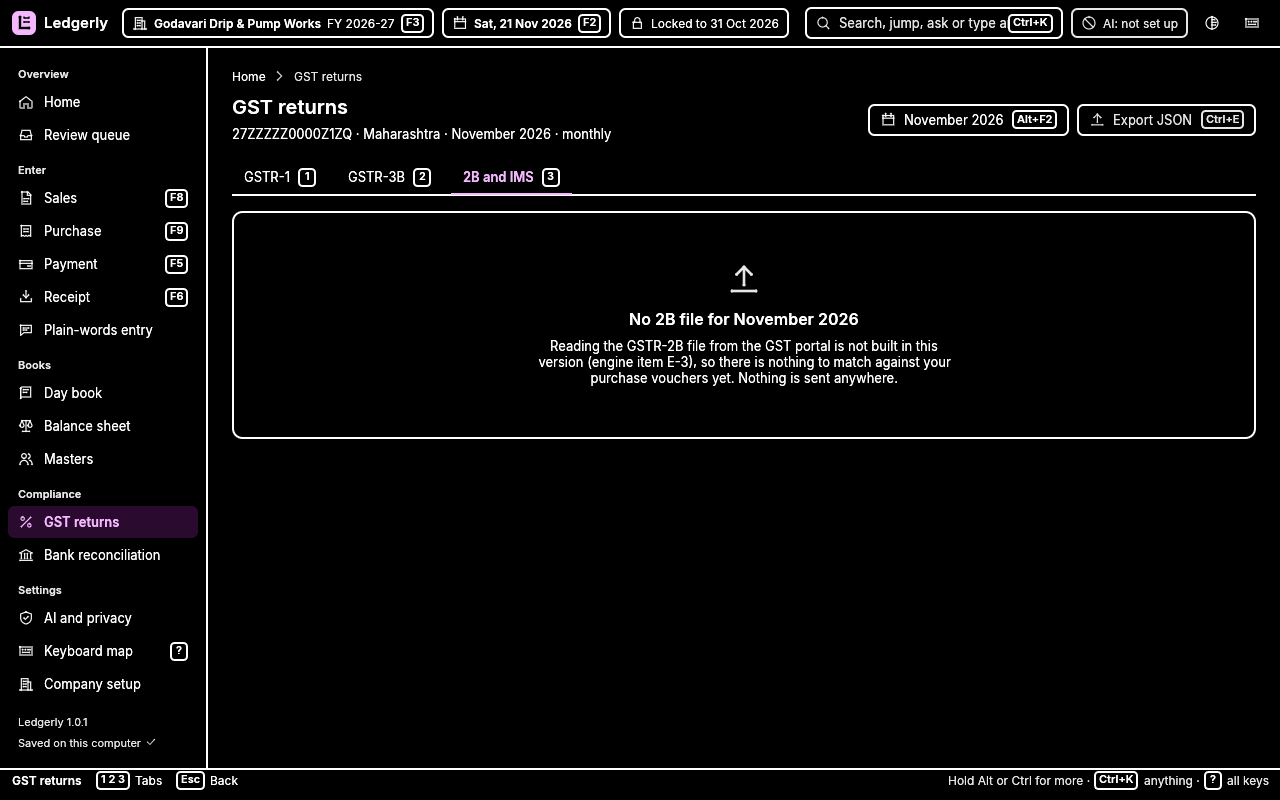 Ledgerly
Godavari Drip & Pump Works FY 2026-27 F3
Sat, 21 Nov 2026 F2
Locked to 31 Oct 2026
Search, jump, ask or type a Ctrl+K
AI: not set up
Overview
Home
Review queue
Enter
Sales F8
Purchase F9
Payment F5
Receipt F6
Plain-words entry
Books
Day book
Balance sheet
Masters
Compliance
GST returns
Bank reconciliation
Settings
AI and privacy
Keyboard map ?
Company setup
Ledgerly 1.0.1
Saved on this computer
Home GST returns
GST returns
27ZZZZZ0000Z1ZQ · Maharashtra · November 2026 · monthly
November 2026 Alt+F2
Export JSON Ctrl+E
GSTR-1 1 GSTR-3B 2 2B and IMS 3
No 2B file for November 2026
Reading the GSTR-2B file from the GST portal is not built in this
version (engine item E-3), so there is nothing to match against your
purchase vouchers yet. Nothing is sent anywhere.
GST returns 1 2 3 Tabs Esc Back
Hold Alt or Ctrl for more · Ctrl+K anything · ? all keys